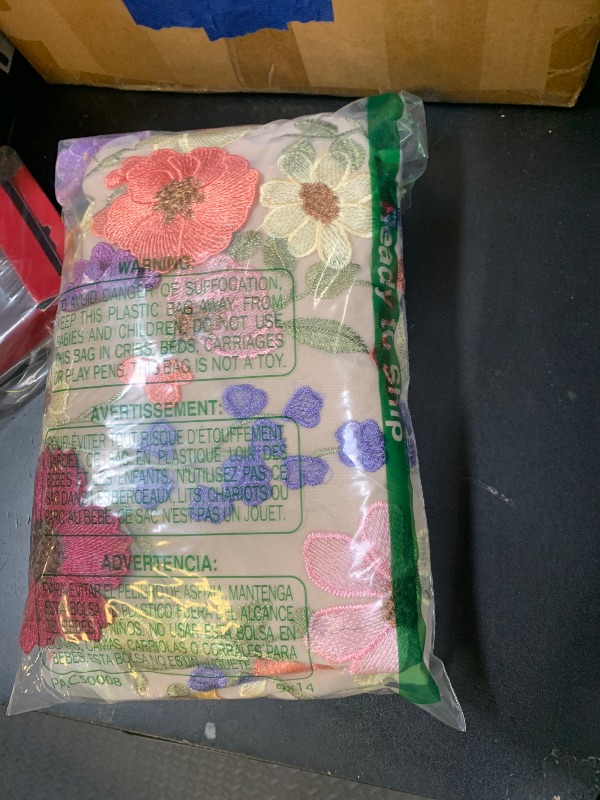 WARNING:
TO AVOID DANGER OF SUFFOCATION,
KEEP THIS PLASTIC BAG AWAY FROM
BABIES AND CHILDREN. DO NOT USE
THIS BAG IN CRIBS, BEDS, CARRIAGES
OR PLAY PENS. THIS BAG IS NOT A TOY.
AVERTISSEMENT:
POUR ÉVITER TOUT RISQUE D'ÉTOUFFEMENT,
GARDEZ CE SAC EN PLASTIQUE LOIN DES
BÉBÉS ET DES ENFANTS. N'UTILISEZ PAS CE
SAC DANS LES BERCEAUX, LITS, CHARIOTS OU
PARC AU BÉBÉ. CE SAC N'EST PAS UN JOUET.
ADVERTENCIA:
PARA EVITAR EL PELIGRO DE ASFIXIA, MANTENGA
ESTA BOLSA DE PLASTICO FUERA DEL ALCANCE
DE BEBES Y NIÑOS. NO USAR ESTA BOLSA EN
CUNAS, CAMAS, CARRIOLAS O CORRALES PARA
BEBES. ESTA BOLSA NO ES UN JUGUETE.
PAC50008 9x14
Ready to Ship